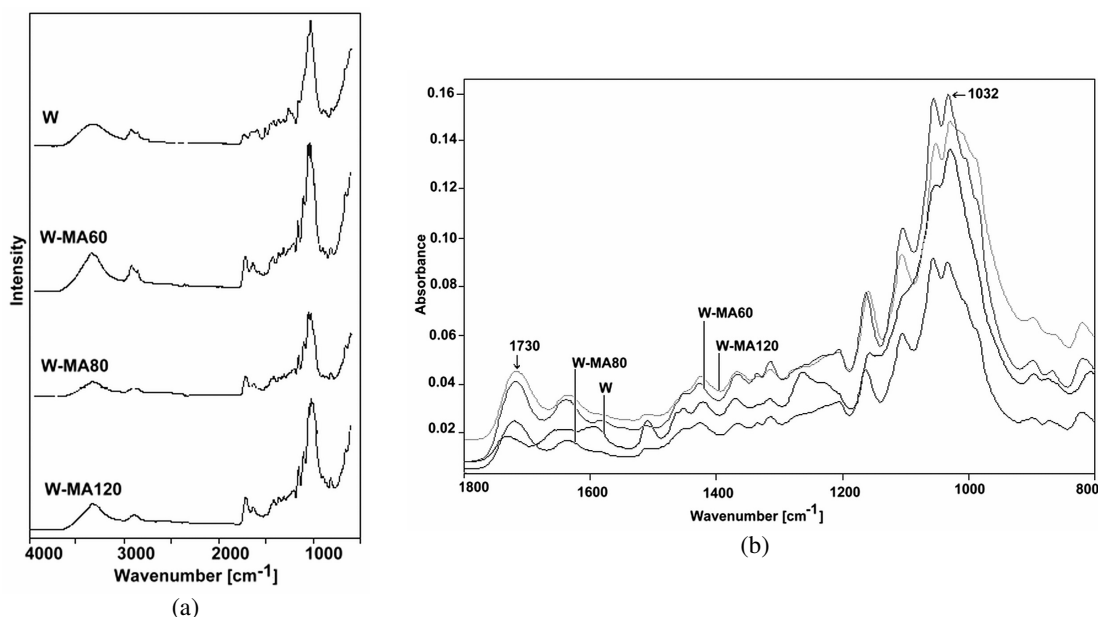 W
W-MA60
W-MA80
W-MA120
Intensity
4000 3000 2000 1000
Wavenumber [cm-1]
(a)
0.16
0.14
0.12
0.10
0.08
0.06
0.04
0.02
Absorbance
1032
1730
W-MA80
W
W-MA60
W-MA120
1800 1600 1400 1200 1000 800
Wavenumber [cm-1]
(b)